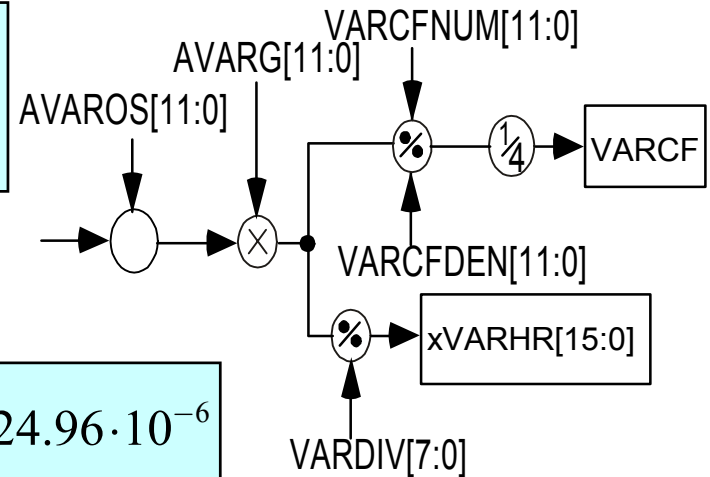 VARCFNUM[11:0]
AVARG[11:0]
AVAROS[11:0]
%
1/4
VARCF
X
VARCFDEN[11:0]
%
xVARHR[15:0]
24.96·10⁻⁶
VARDIV[7:0]